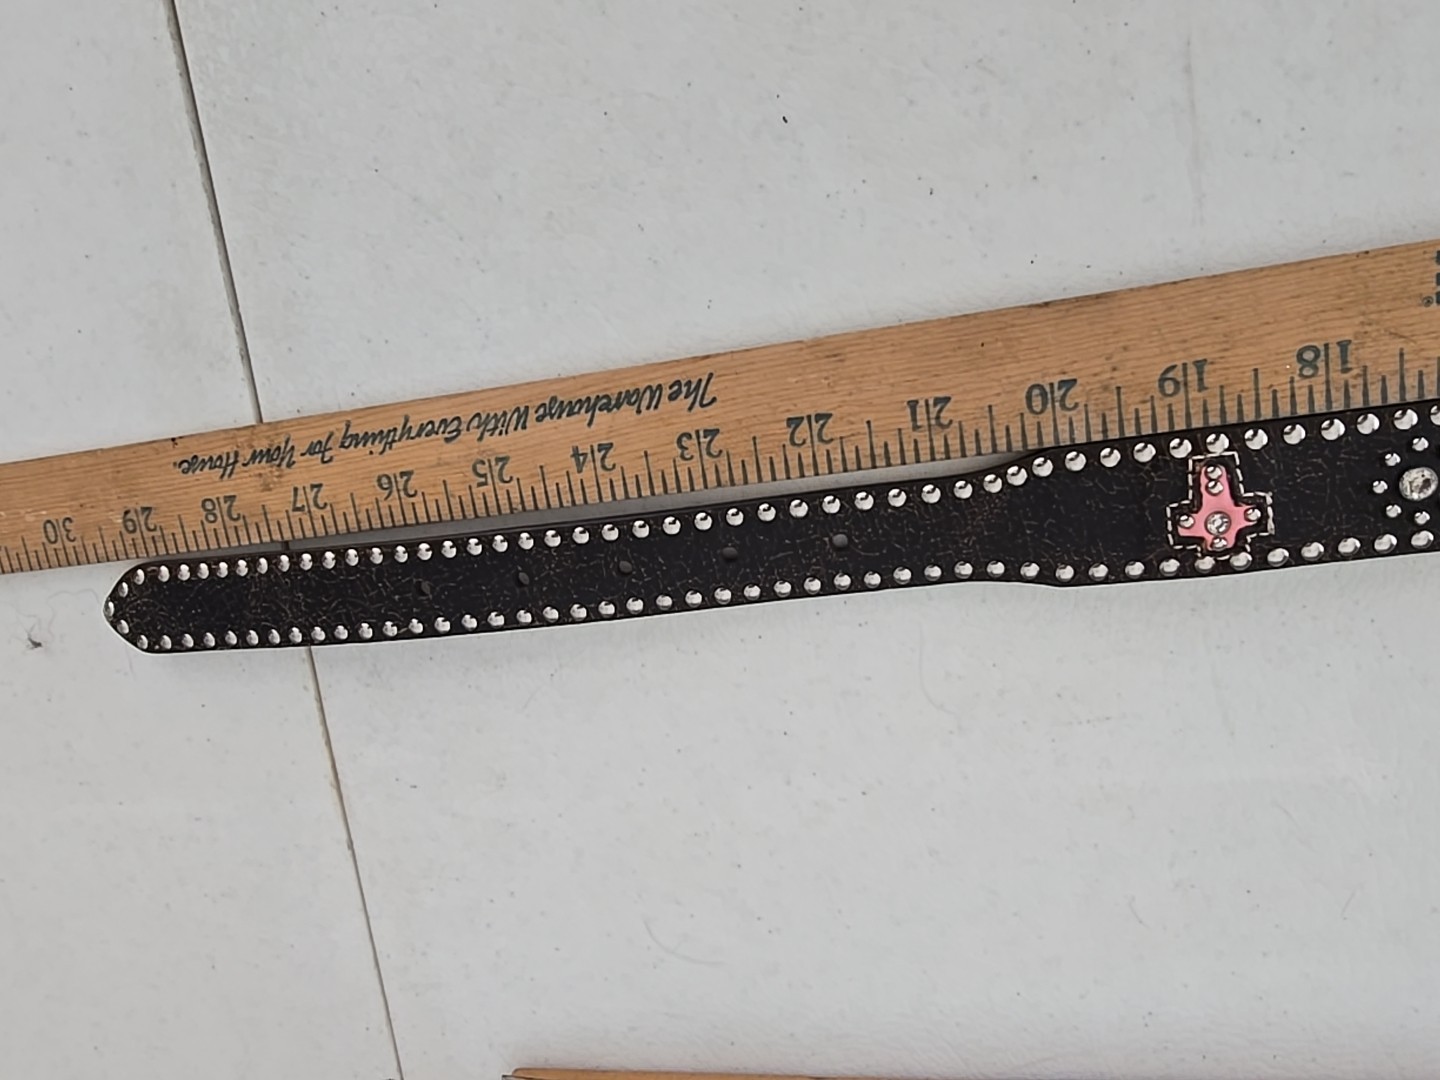 The Warehouse With Everything For Your House.
18 19 20 21 22 23 24 25 26 27 28 29 30